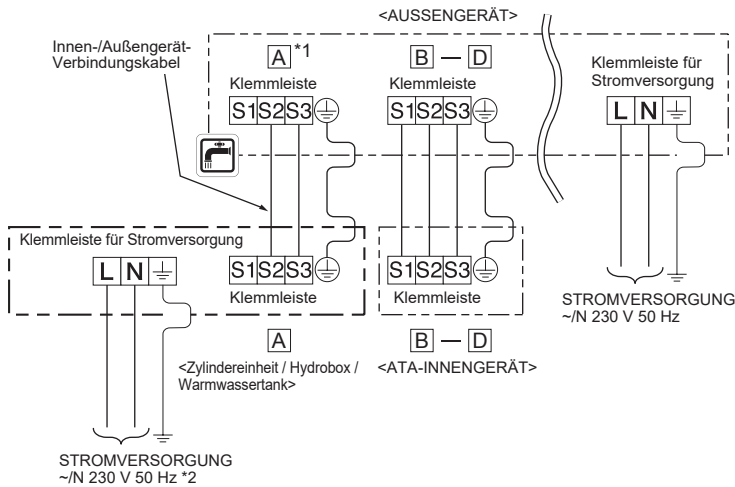 <AUSSENGERÄT>
Innen-/Außengerät-
Verbindungskabel
A *1
B — D
Klemmleiste für
Stromversorgung
Klemmleiste
Klemmleiste
S1 S2 S3
S1 S2 S3
L N
Klemmleiste für Stromversorgung
L N
S1 S2 S3
S1 S2 S3
Klemmleiste
Klemmleiste
STROMVERSORGUNG
~/N 230 V 50 Hz
A
B — D
<Zylindereinheit / Hydrobox /
Warmwassertank>
<ATA-INNENGERÄT>
STROMVERSORGUNG
~/N 230 V 50 Hz *2